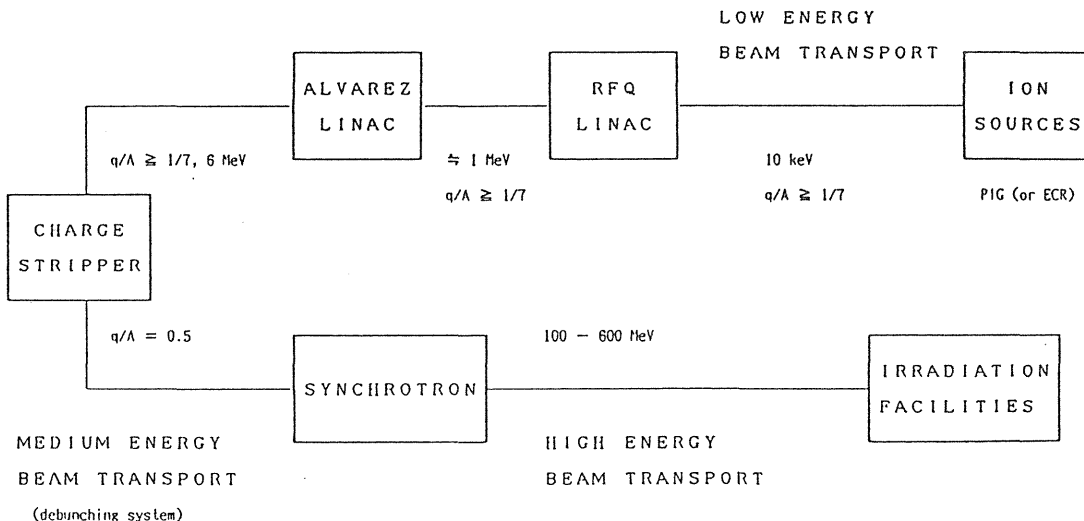 LOW ENERGY
BEAM TRANSPORT
ALVAREZ
LINAC
RFQ
LINAC
ION
SOURCES
q/A ≧ 1/7, 6 MeV
≒ 1 MeV
q/A ≧ 1/7
10 keV
q/A ≧ 1/7
PIG (or ECR)
CHARGE
STRIPPER
q/A = 0.5
100 — 600 MeV
SYNCHROTRON
IRRADIATION
FACILITIES
MEDIUM ENERGY
BEAM TRANSPORT
(debunching system)
HIGH ENERGY
BEAM TRANSPORT